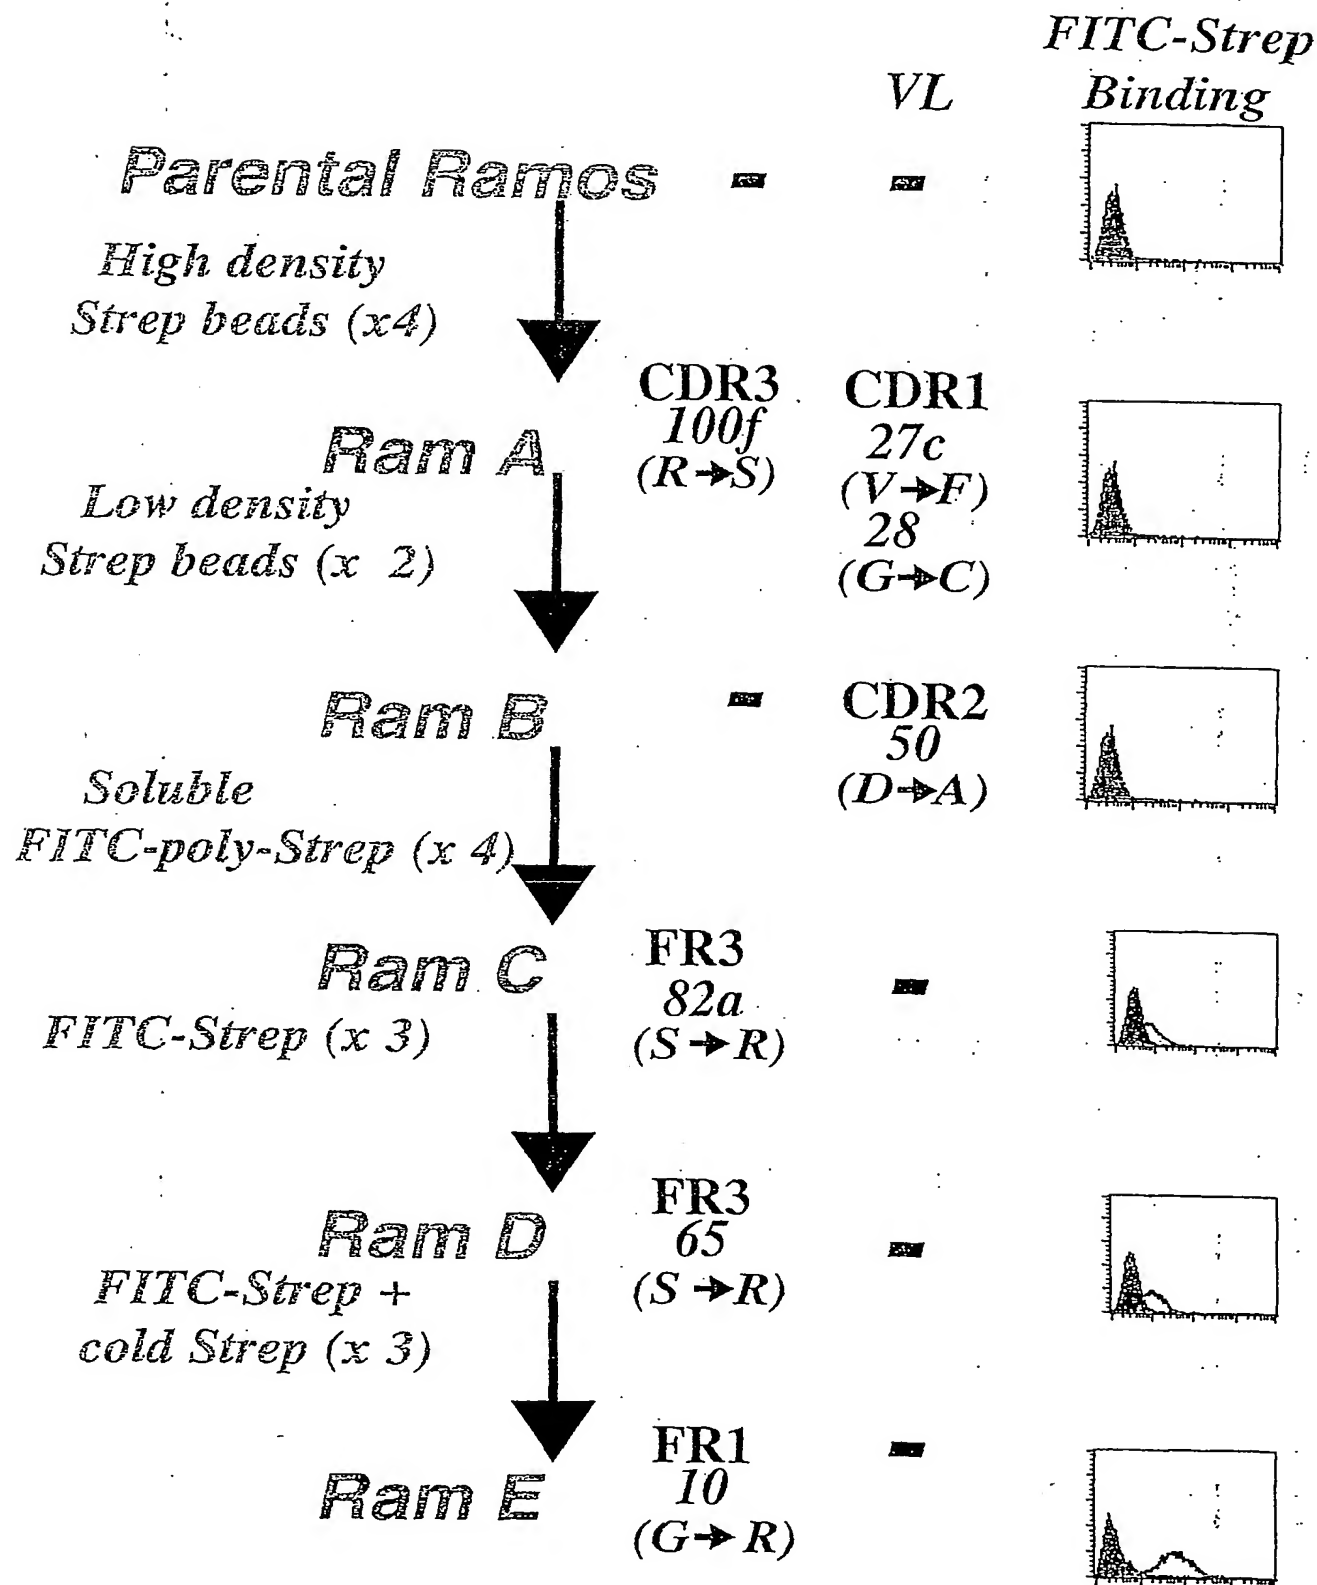 FITC-Strep
VL Binding
Parental Ramos - -
High density
Strep beads (x4)
CDR3 CDR1
Ram A 100f 27c
(R→S) (V→F)
Low density 28
Strep beads (x 2) (G→C)
Ram B - CDR2
50
Soluble (D→A)
FITC-poly-Strep (x 4)
Ram C FR3 -
82a
FITC-Strep (x 3) (S→R)
FR3
Ram D 65 -
FITC-Strep + (S→R)
cold Strep (x 3)
FR1 -
Ram E 10
(G→R)